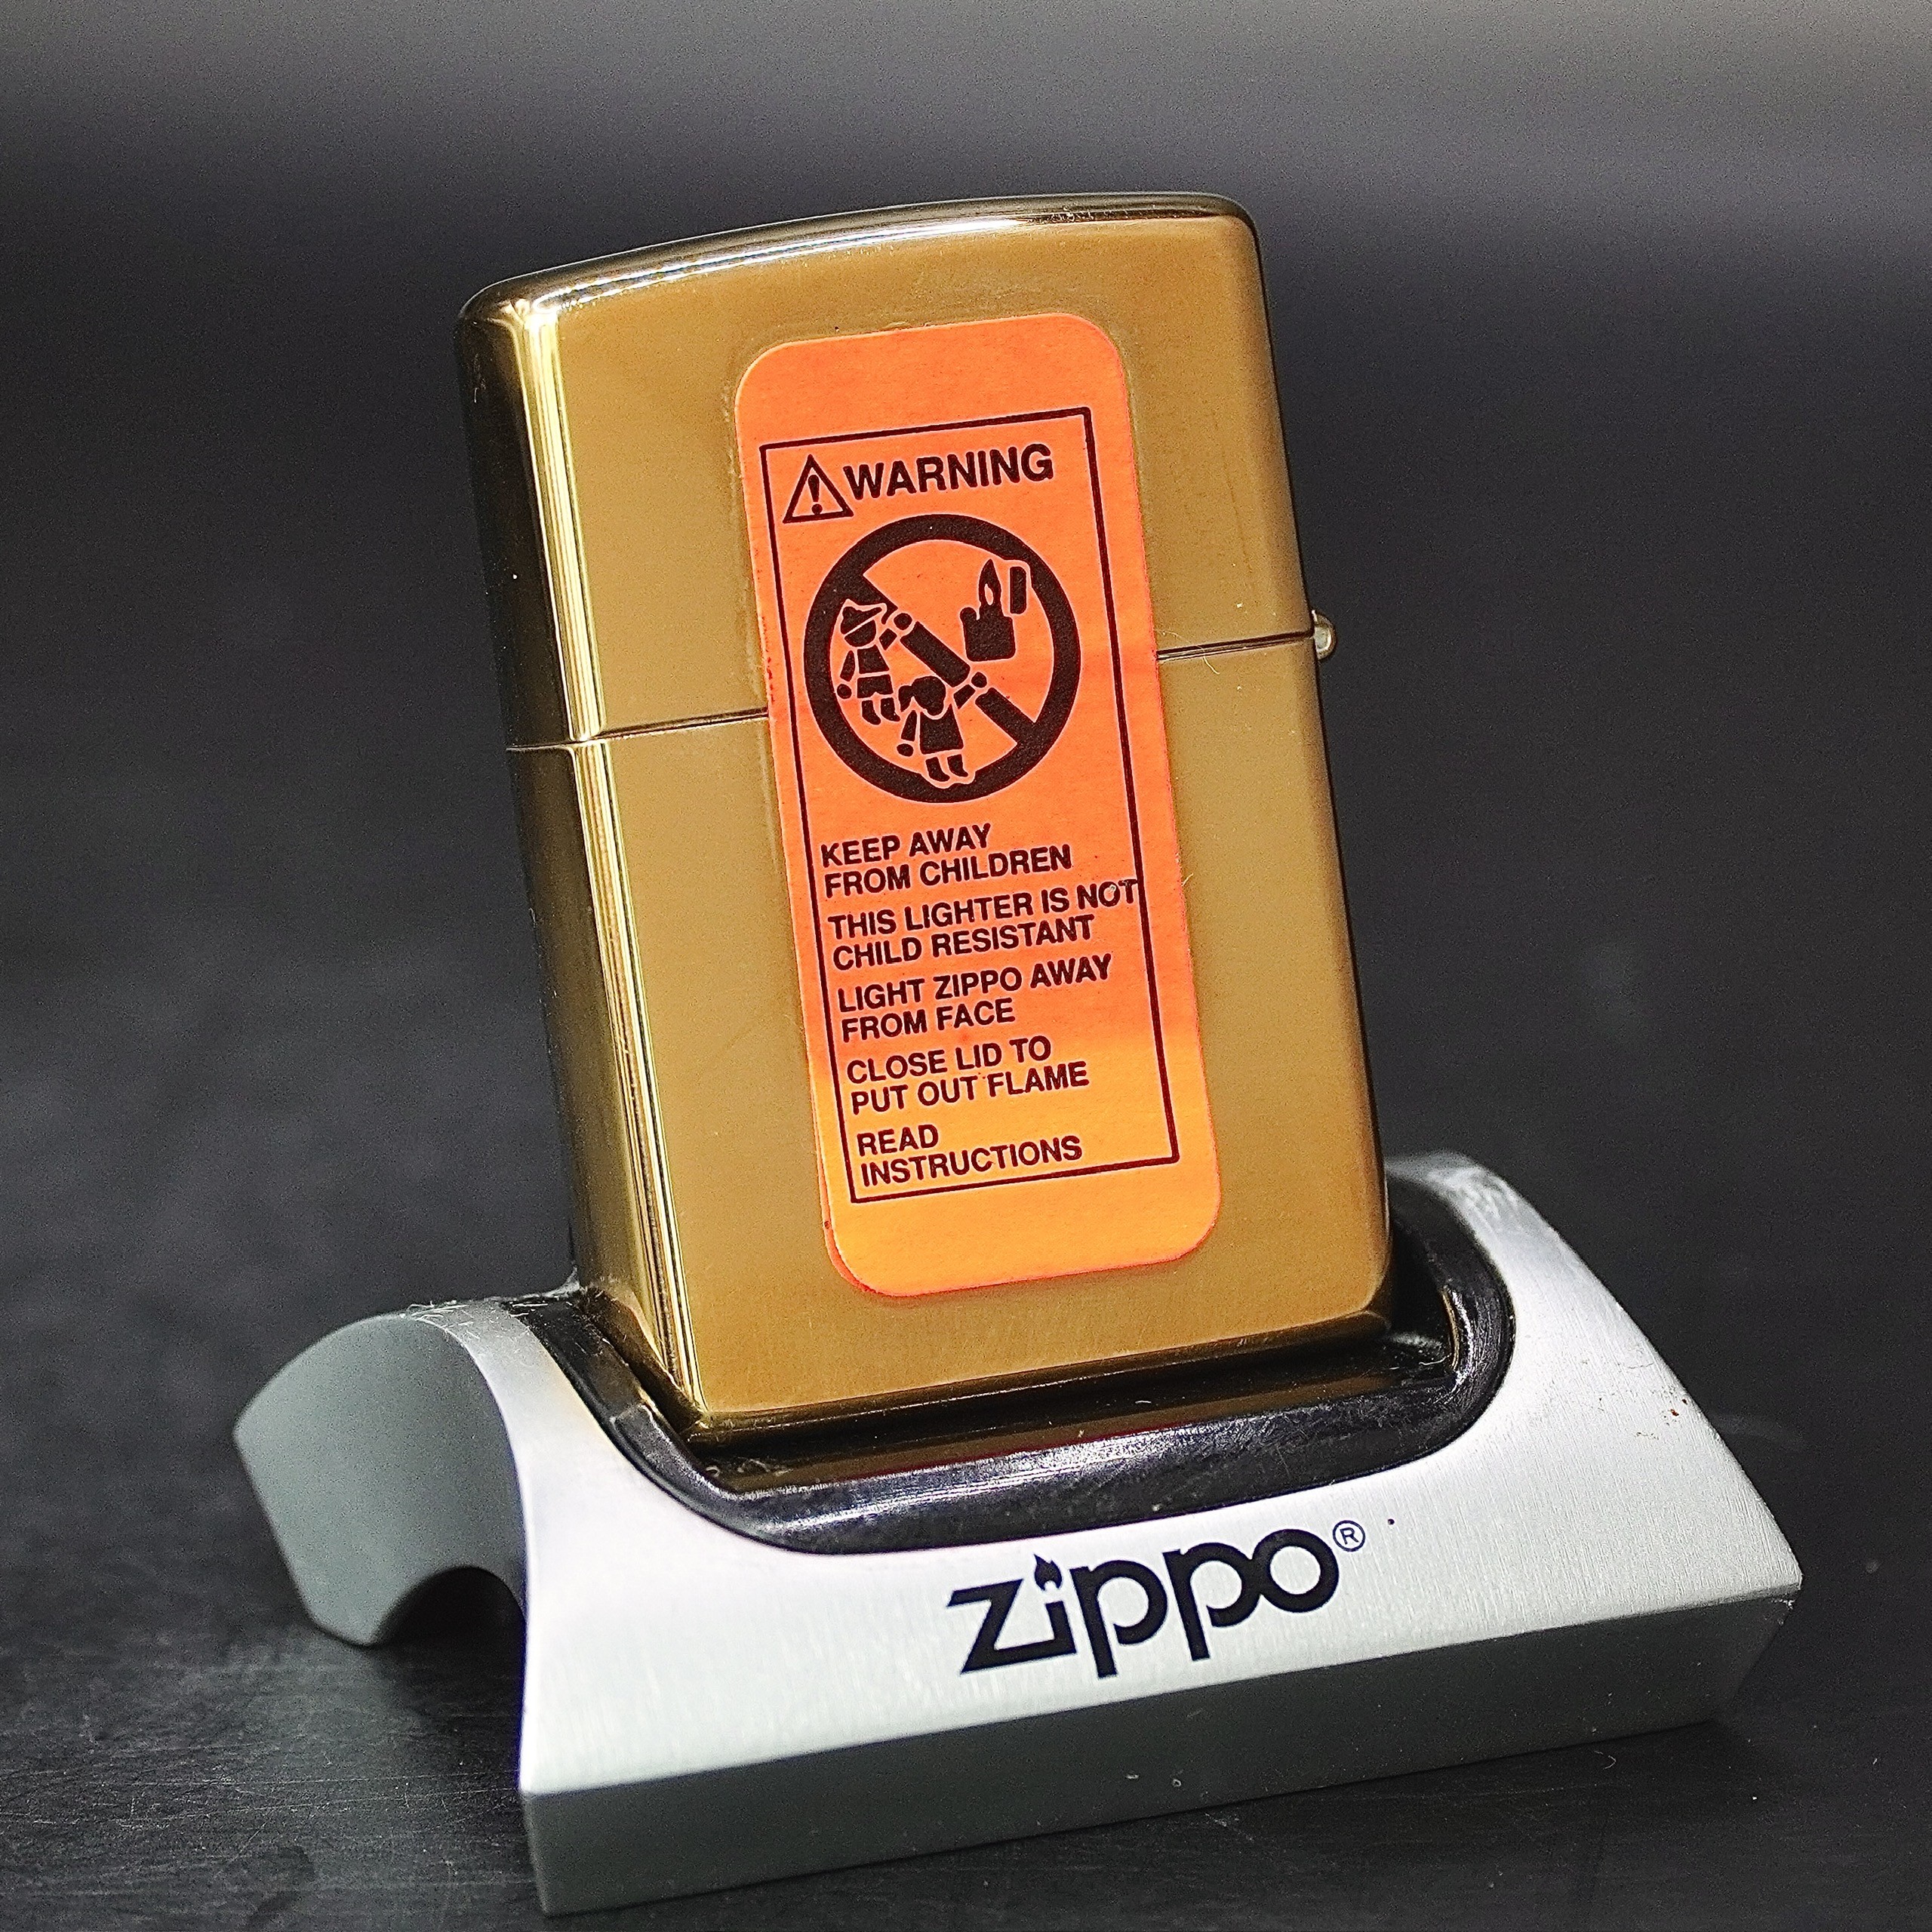 WARNING
KEEP AWAY
FROM CHILDREN
THIS LIGHTER IS NOT
CHILD RESISTANT
LIGHT ZIPPO AWAY
FROM FACE
CLOSE LID TO
PUT OUT FLAME
READ
INSTRUCTIONS
zippo®